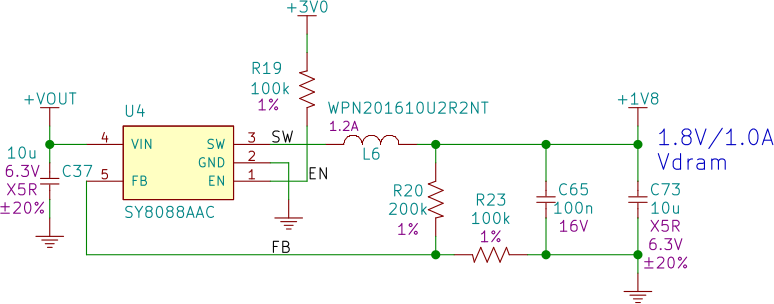 +3V0
R19
100k
1%
+VOUT
U4
WPN201610U2R2NT
1.2A
L6
+1V8
1.8V/1.0A
Vdram
4
VIN
SW
3
SW
GND
2
5
FB
EN
1
EN
SY8088AAC
10u
C37
6.3V
X5R
±20%
R20
200k
1%
R23
100k
1%
C65
100n
16V
C73
10u
X5R
6.3V
±20%
FB